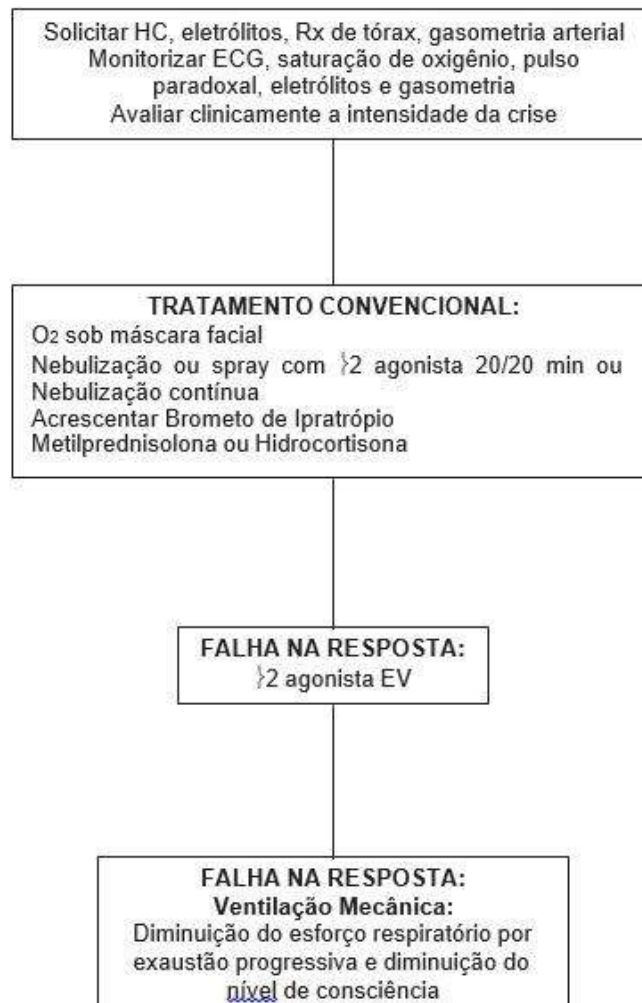 Solicitar HC, eletrólitos, Rx de tórax, gasometria arterial
Monitorizar ECG, saturação de oxigênio, pulso
paradoxal, eletrólitos e gasometria
Avaliar clinicamente a intensidade da crise
TRATAMENTO CONVENCIONAL:
O2 sob máscara facial
Nebulização ou spray com }2 agonista 20/20 min ou
Nebulização contínua
Acrescentar Brometo de Ipratrópio
Metilprednisolona ou Hidrocortisona
FALHA NA RESPOSTA:
}2 agonista EV
FALHA NA RESPOSTA:
Ventilação Mecânica:
Diminuição do esforço respiratório por
exaustão progressiva e diminuição do
nível de consciência